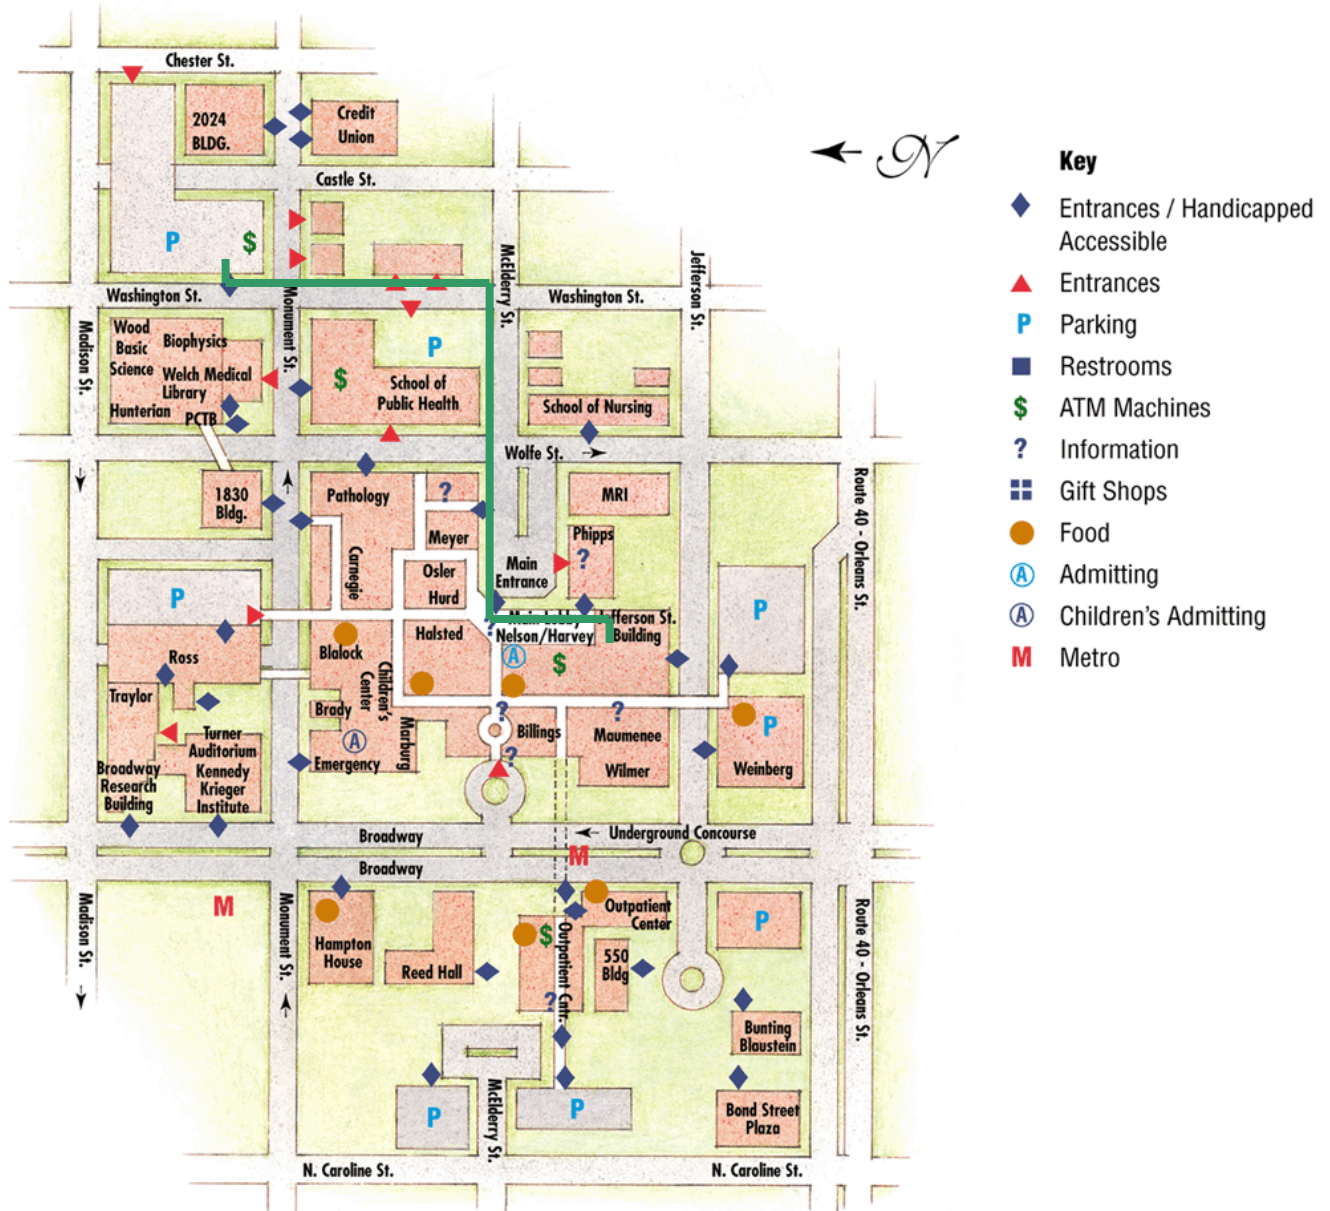 Chester St.
2024
BLDG.
Credit
Union
Castle St.
P
$
Washington St.
McElderry St.
Washington St.
Jefferson St.
Madison St.
Monument St.
Wood
Basic
Science
Biophysics
Welch Medical
Library
Hunterian
PCTB
P
$
School of
Public Health
School of Nursing
Wolfe St.
1830
Bldg.
Pathology
?
Meyer
Carnegie
Osler
Hurd
Main
Entrance
MRI
Phipps
?
Route 40 - Orleans St.
P
Main Lobby
Jefferson St.
Building
?
Nelson/Harvey
Halsted
A
$
P
Ross
Blalock
Children's
Center
Traylor
Brady
Marburg
A
Emergency
?
Billings
?
?
Maumenee
Wilmer
P
Weinberg
Turner
Auditorium
Kennedy
Krieger
Institute
Broadway
Research
Building
Broadway
Underground Concourse
Broadway
M
M
Madison St.
Monument St.
Hampton
House
Reed Hall
$
Outpatient Cntr.
?
Outpatient
Center
550
Bldg
P
Route 40 - Orleans St.
Bunting
Blaustein
Bond Street
Plaza
P
McElderry St.
P
N. Caroline St.
N. Caroline St.
N
Key
Entrances / Handicapped
Accessible
Entrances
P Parking
Restrooms
$ ATM Machines
? Information
Gift Shops
Food
A Admitting
A Children's Admitting
M Metro